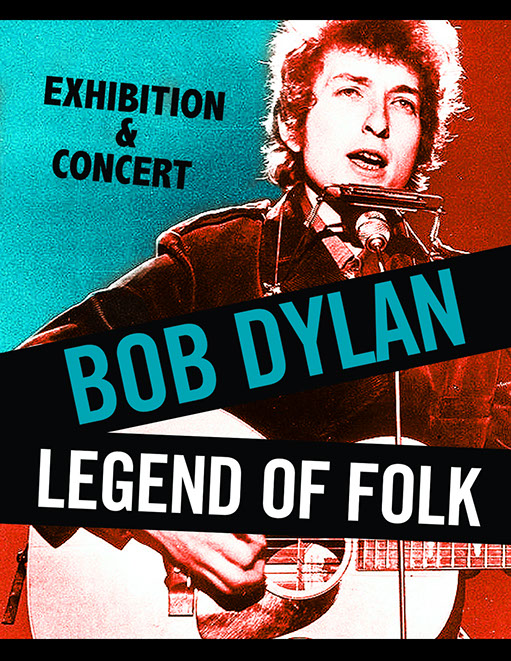 EXHIBITION
&
CONCERT
BOB DYLAN
LEGEND OF FOLK